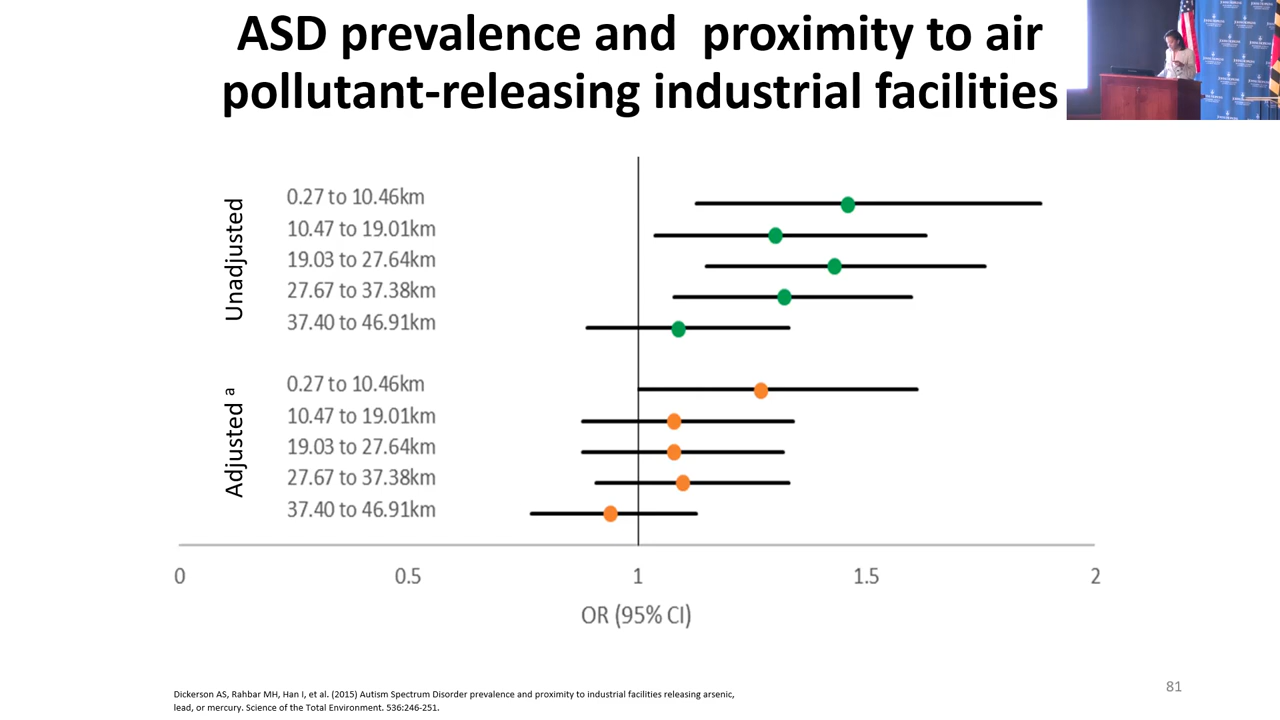 ASD prevalence and  proximity to air
pollutant-releasing industrial facilities
Unadjusted
0.27 to 10.46km
10.47 to 19.01km
19.03 to 27.64km
27.67 to 37.38km
37.40 to 46.91km
Adjusted a
0.27 to 10.46km
10.47 to 19.01km
19.03 to 27.64km
27.67 to 37.38km
37.40 to 46.91km
0 0.5 1 1.5 2
OR (95% CI)
Dickerson AS, Rahbar MH, Han I, et al. (2015) Autism Spectrum Disorder prevalence and proximity to industrial facilities releasing arsenic,
lead, or mercury. Science of the Total Environment. 536:246-251.
81